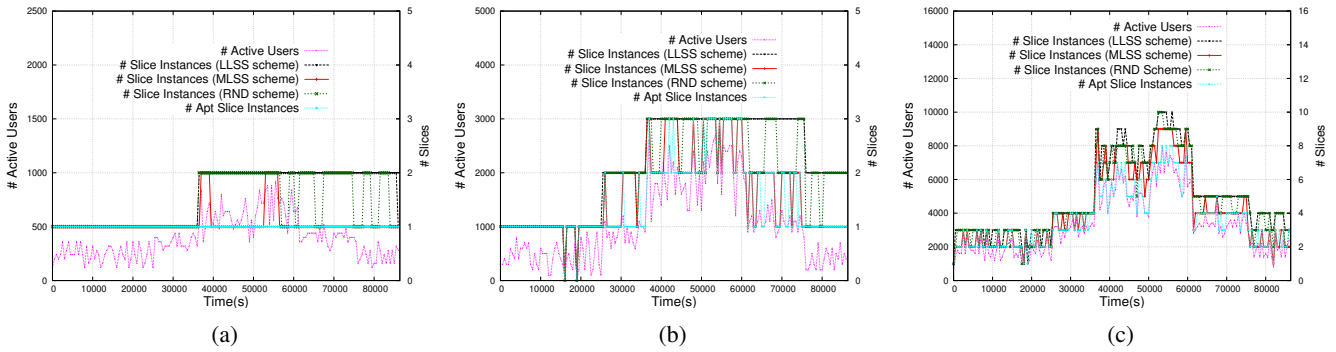 2500
2000
1500
1000
500
0
# Active Users
5
4
3
2
1
0
# Slices
# Active Users
# Slice Instances (LLSS scheme)
# Slice Instances (MLSS scheme)
# Slice Instances (RND scheme)
# Apt Slice Instances
0 10000 20000 30000 40000 50000 60000 70000 80000
Time(s)
(a)
5000
4000
3000
2000
1000
0
# Active Users
5
4
3
2
1
0
# Slices
# Active Users
# Slice Instances (LLSS scheme)
# Slice Instances (MLSS scheme)
# Slice Instances (RND scheme)
# Apt Slice Instances
0 10000 20000 30000 40000 50000 60000 70000 80000
Time(s)
(b)
16000
14000
12000
10000
8000
6000
4000
2000
0
# Active Users
16
14
12
10
8
6
4
2
0
# Slices
# Active Users
# Slice Instances (LLSS scheme)
# Slice Instances (MLSS scheme)
# Slice Instances (RND scheme)
# Apt Slice Instances
0 10000 20000 30000 40000 50000 60000 70000 80000
Time(s)
(c)